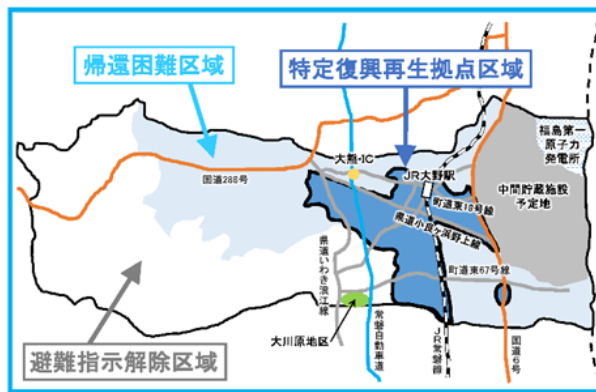 帰還困難区域
特定復興再生拠点区域
福島第一
原子力
発電所
大熊・IC
JR大野駅
中間貯蔵施設
予定地
国道288号
町道東16号線
県道小良ヶ浜野上線
町道東67号線
県道いわき浪江線
大川原地区
常磐自動車道
JR常磐線
国道6号
避難指示解除区域